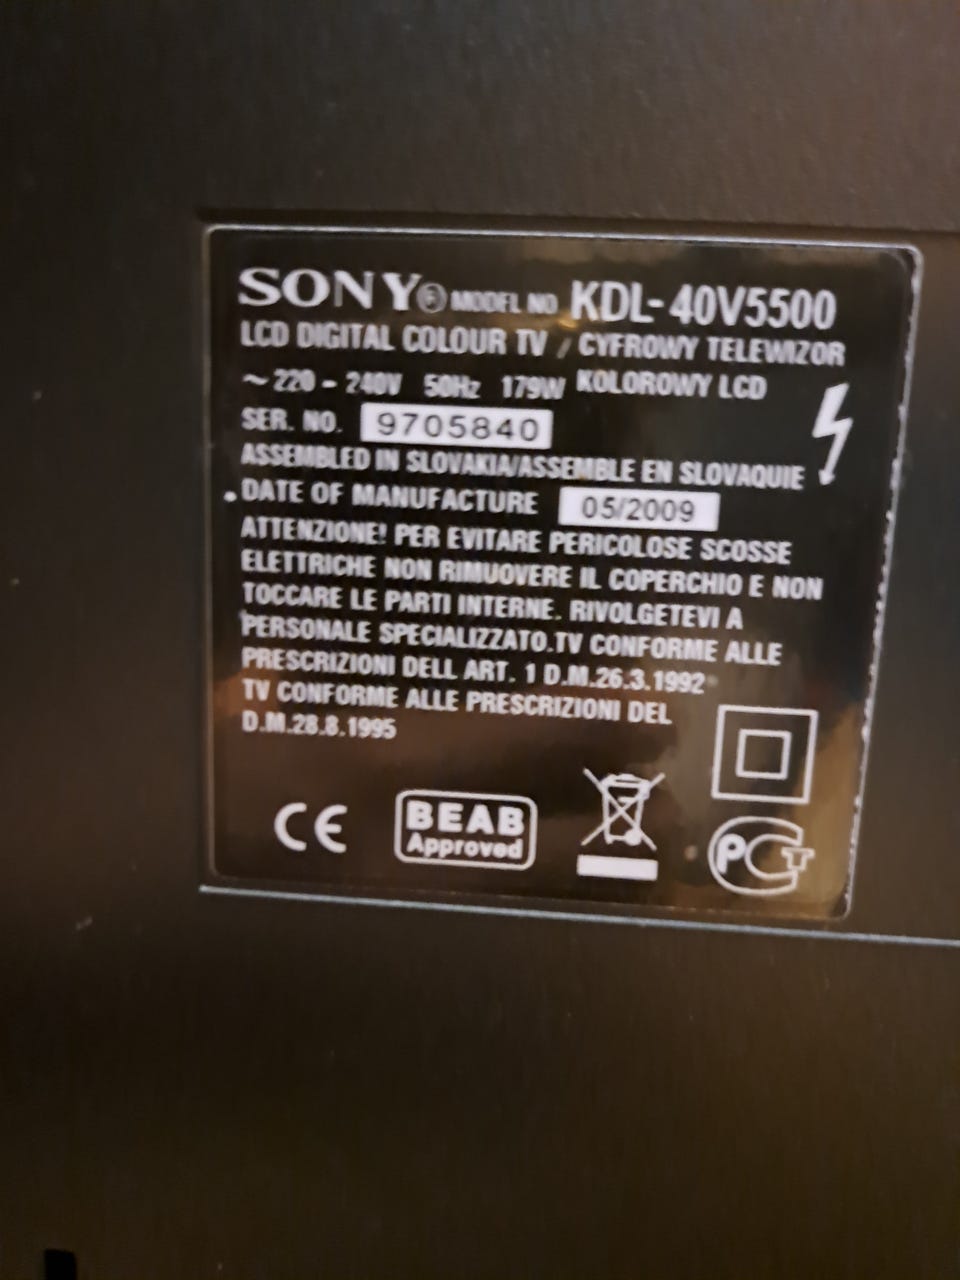 SONY® MODEL NO. KDL-40V5500
LCD DIGITAL COLOUR TV / CYFROWY TELEWIZOR
~ 220 - 240V 50Hz 179W KOLOROWY LCD
SER. NO. 9705840
ASSEMBLED IN SLOVAKIA/ASSEMBLE EN SLOVAQUIE
DATE OF MANUFACTURE 05/2009
ATTENZIONE! PER EVITARE PERICOLOSE SCOSSE
ELETTRICHE NON RIMUOVERE IL COPERCHIO E NON
TOCCARE LE PARTI INTERNE. RIVOLGETEVI A
PERSONALE SPECIALIZZATO.TV CONFORME ALLE
PRESCRIZIONI DELL ART. 1 D.M.26.3.1992
TV CONFORME ALLE PRESCRIZIONI DEL
D.M.28.8.1995
CE
BEAB
Approved
PCT